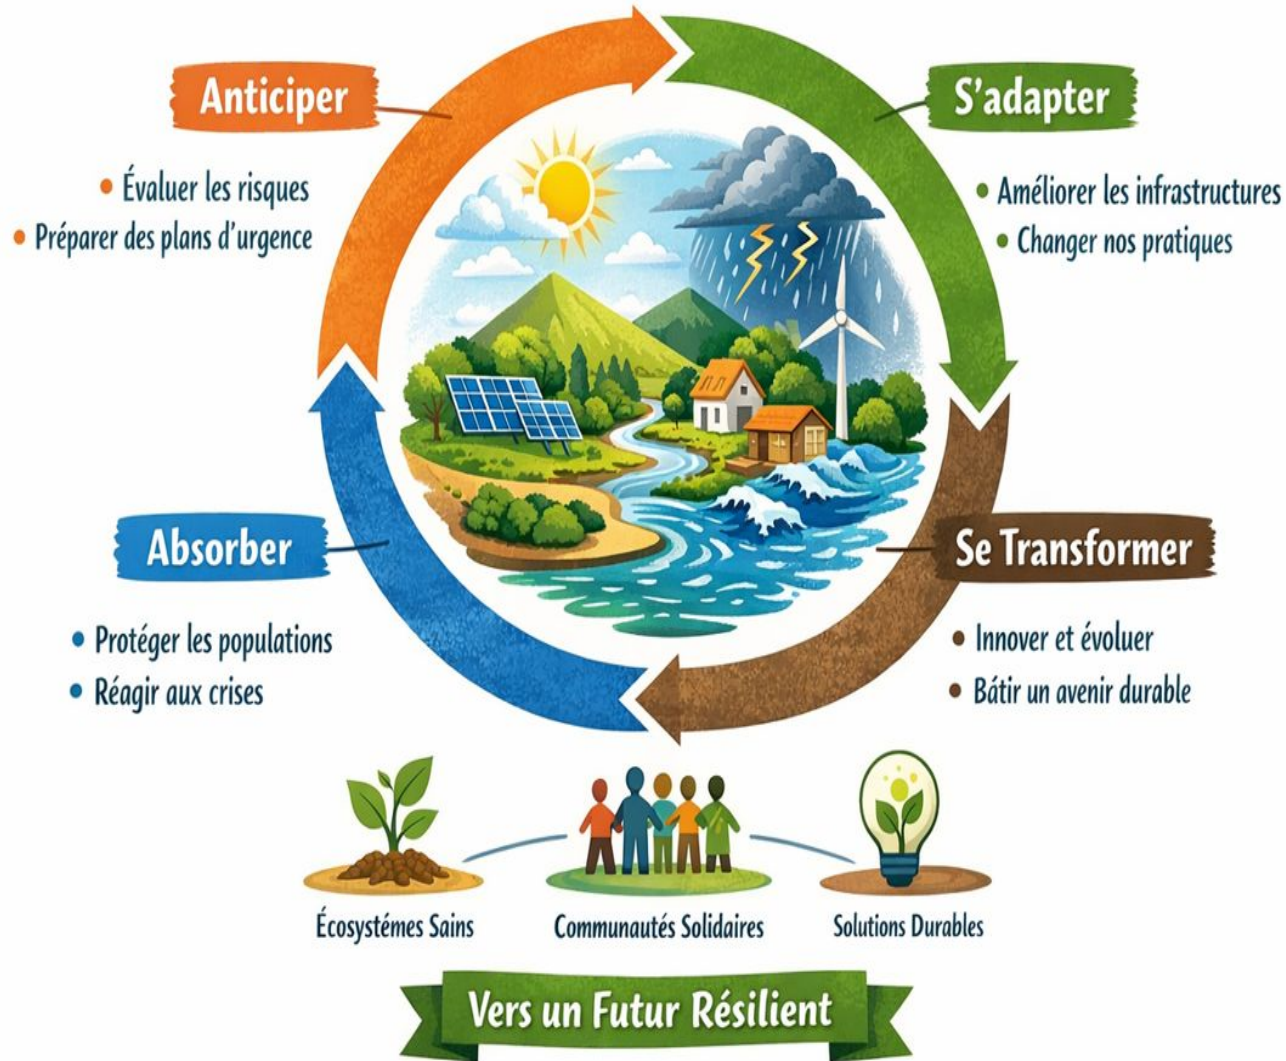 Anticiper
• Évaluer les risques
• Préparer des plans d'urgence
S'adapter
• Améliorer les infrastructures
• Changer nos pratiques
Absorber
• Protéger les populations
• Réagir aux crises
Se Transformer
• Innover et évoluer
• Bâtir un avenir durable
Écosystémes Sains
Communautés Solidaires
Solutions Durables
Vers un Futur Résilient